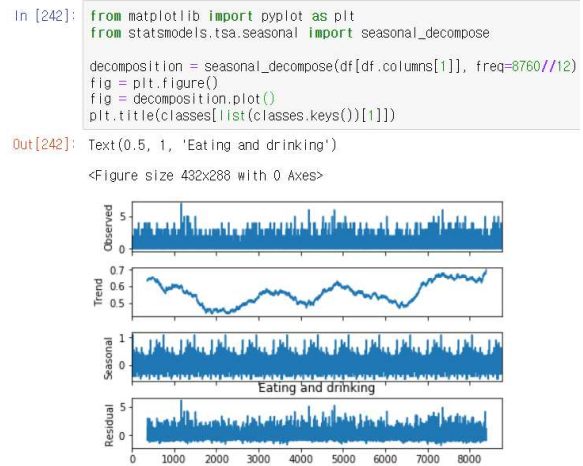 In [242]: from matplotlib import pyplot as plt
from statsmodels.tsa.seasonal import seasonal_decompose
decomposition = seasonal_decompose(df[df.columns[1]], freq=8760//12)
fig = plt.figure()
fig = decomposition.plot()
plt.title(classes[list(classes.keys())[1]])
Out[242]: Text(0.5, 1, 'Eating and drinking')
<Figure size 432x288 with 0 Axes>
Observed
5
0
Trend
0.7
0.6
0.5
Seasonal
1
0
Eating and drinking
Residual
5
0
0 1000 2000 3000 4000 5000 6000 7000 8000